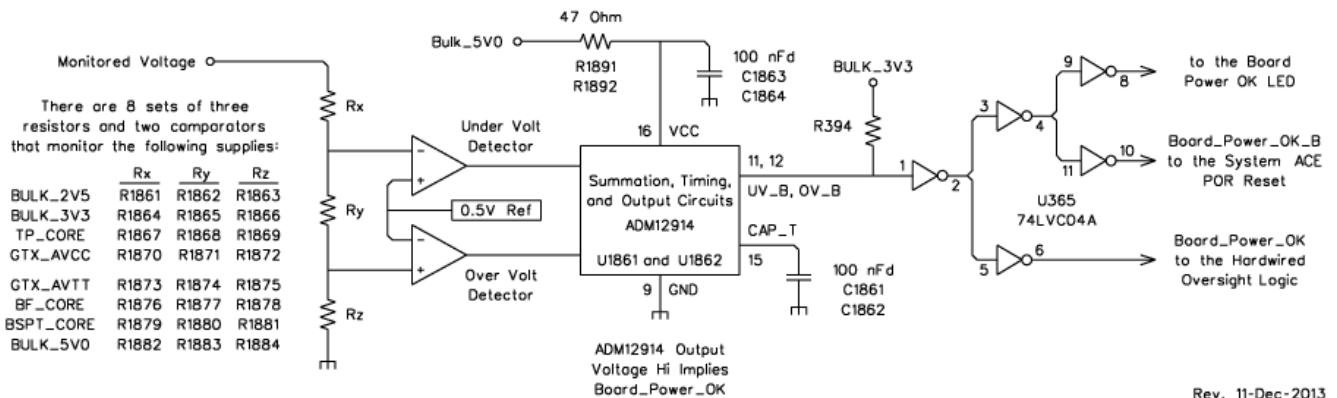 47 Ohm
Bulk_5V0
R1891
R1892
100 nFd
C1863
C1864
Monitored Voltage
There are 8 sets of three
resistors and two comparators
that monitor the following supplies:
Rx Ry Rz
BULK_2V5 R1861 R1862 R1863
BULK_3V3 R1864 R1865 R1866
TP_CORE R1867 R1868 R1869
GTX_AVCC R1870 R1871 R1872
GTX_AVTT R1873 R1874 R1875
BF_CORE R1876 R1877 R1878
BSPT_CORE R1879 R1880 R1881
BULK_5V0 R1882 R1883 R1884
Rx
Ry
Rz
Under Volt
Detector
- +
0.5V Ref
- +
Over Volt
Detector
16 VCC
Summation, Timing,
and Output Circuits
ADM12914
U1861 and U1862
9 GND
11, 12
UV_B, OV_B
CAP_T
15
100 nFd
C1861
C1862
ADM12914 Output
Voltage Hi Implies
Board_Power_OK
BULK_3V3
R394
1 2
3 4
5 6
9 8
11 10
U365
74LVC04A
to the Board
Power OK LED
Board_Power_OK_B
to the System ACE
POR Reset
Board_Power_OK
to the Hardwired
Oversight Logic
Rev. 11-Dec-2013